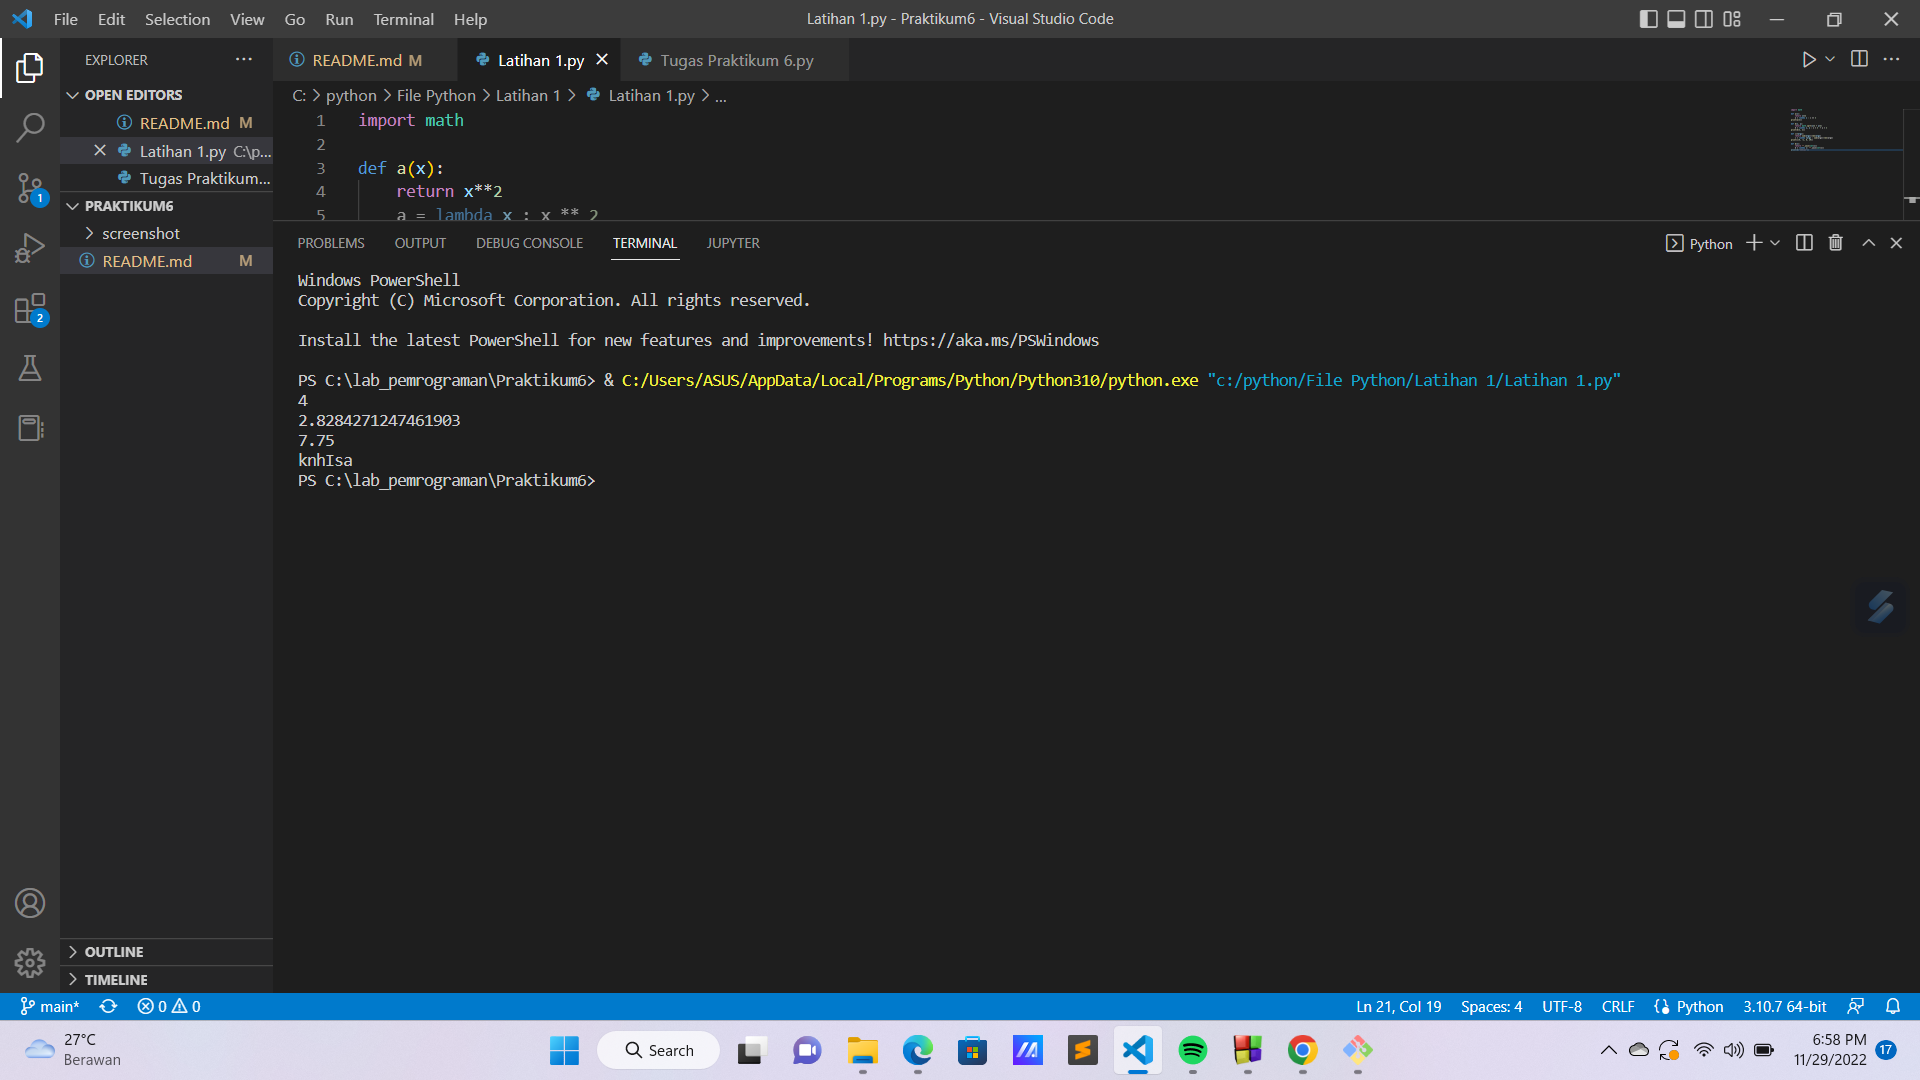 File Edit Selection View Go Run Terminal Help
Latihan 1.py - Praktikum6 - Visual Studio Code
EXPLORER
OPEN EDITORS
README.md M
Latihan 1.py C:\p...
Tugas Praktikum...
PRAKTIKUM6
screenshot
README.md M
OUTLINE
TIMELINE
1
2
README.md M
Latihan 1.py
Tugas Praktikum 6.py
C: > python > File Python > Latihan 1 > Latihan 1.py > ...
1 import math
2
3 def a(x):
4 return x**2
5 a = lambda x : x ** 2
PROBLEMS OUTPUT DEBUG CONSOLE TERMINAL JUPYTER
Python
Windows PowerShell
Copyright (C) Microsoft Corporation. All rights reserved.
Install the latest PowerShell for new features and improvements! https://aka.ms/PSWindows
PS C:\lab_pemrograman\Praktikum6> & C:/Users/ASUS/AppData/Local/Programs/Python/Python310/python.exe "c:/python/File Python/Latihan 1/Latihan 1.py"
4
2.8284271247461903
7.75
knhIsa
PS C:\lab_pemrograman\Praktikum6>
main* 0 0
Ln 21, Col 19 Spaces: 4 UTF-8 CRLF Python 3.10.7 64-bit
27°C
Berawan
Search
6:58 PM
11/29/2022
17